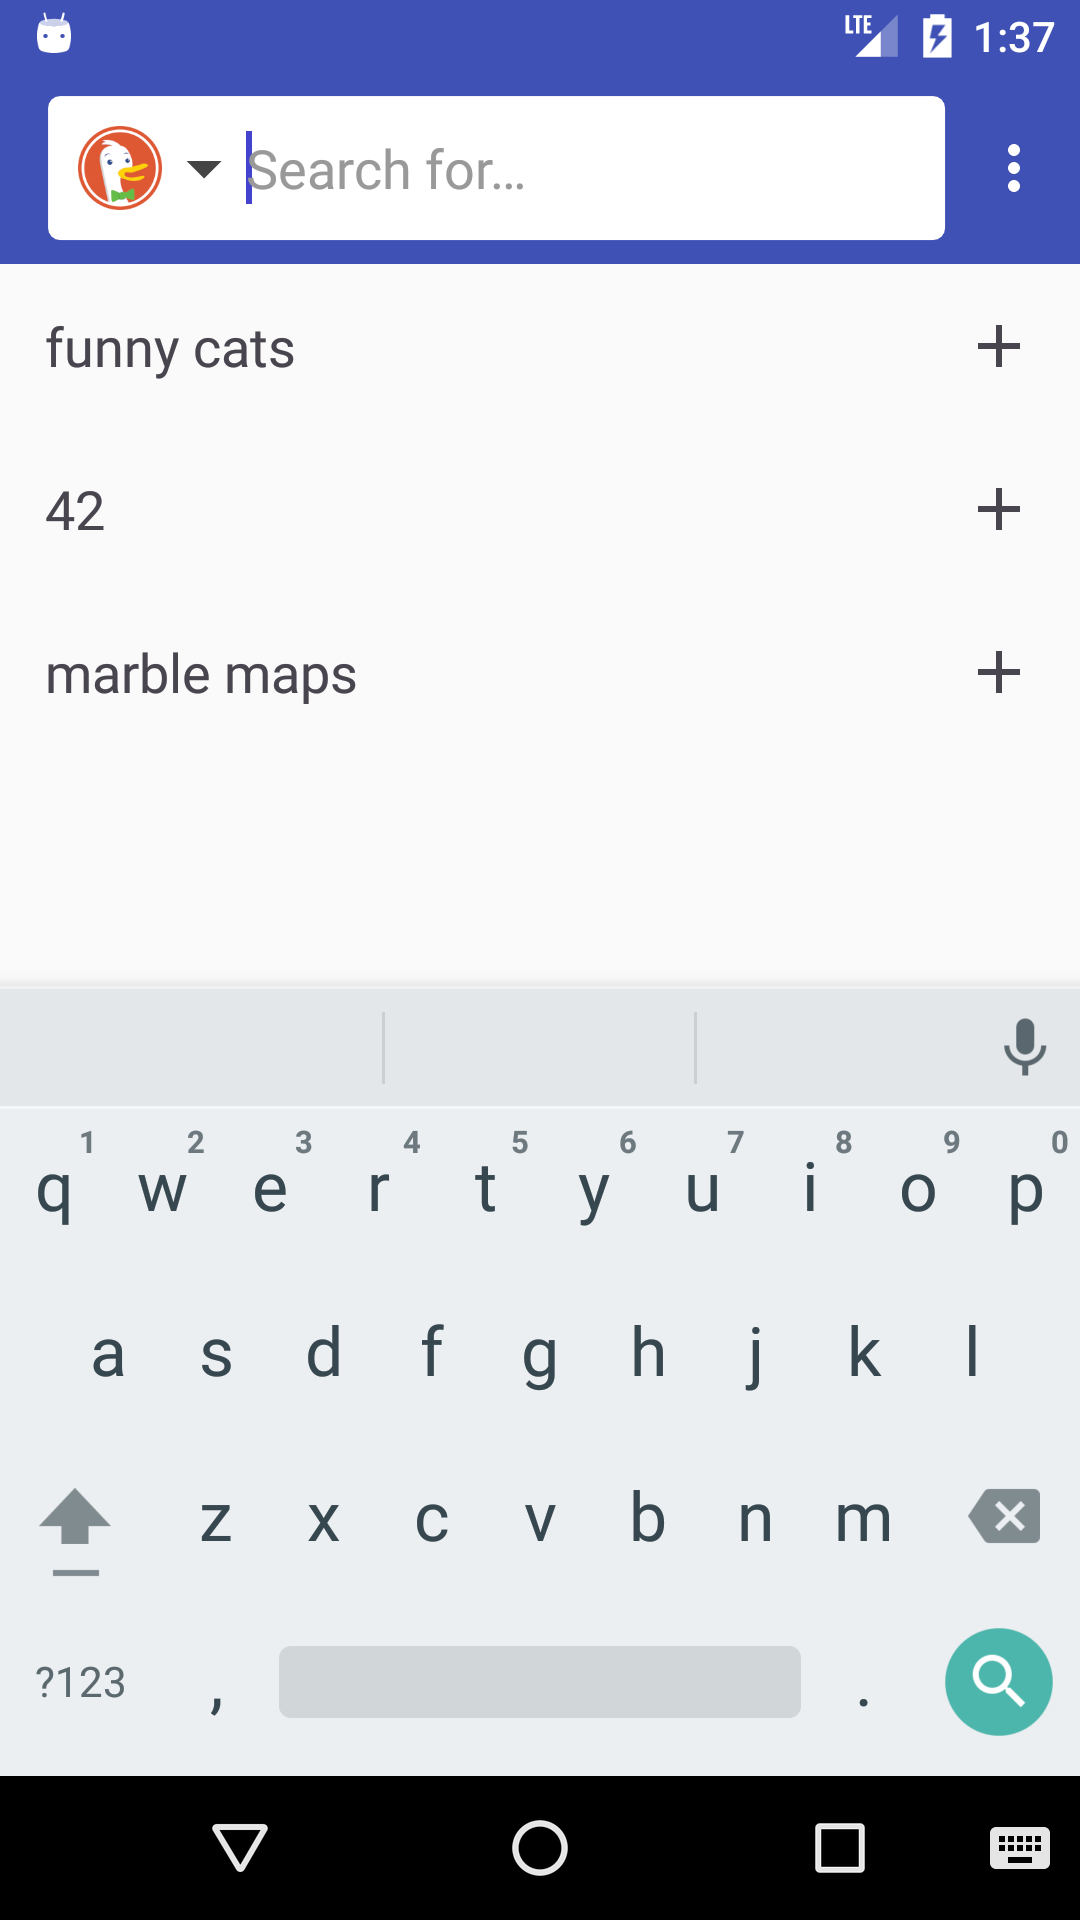 LTE 1:37
Search for...
funny cats
42
marble maps
1 2 3 4 5 6 7 8 9 0
q w e r t y u i o p
a s d f g h j k l
z x c v b n m
?123 , .